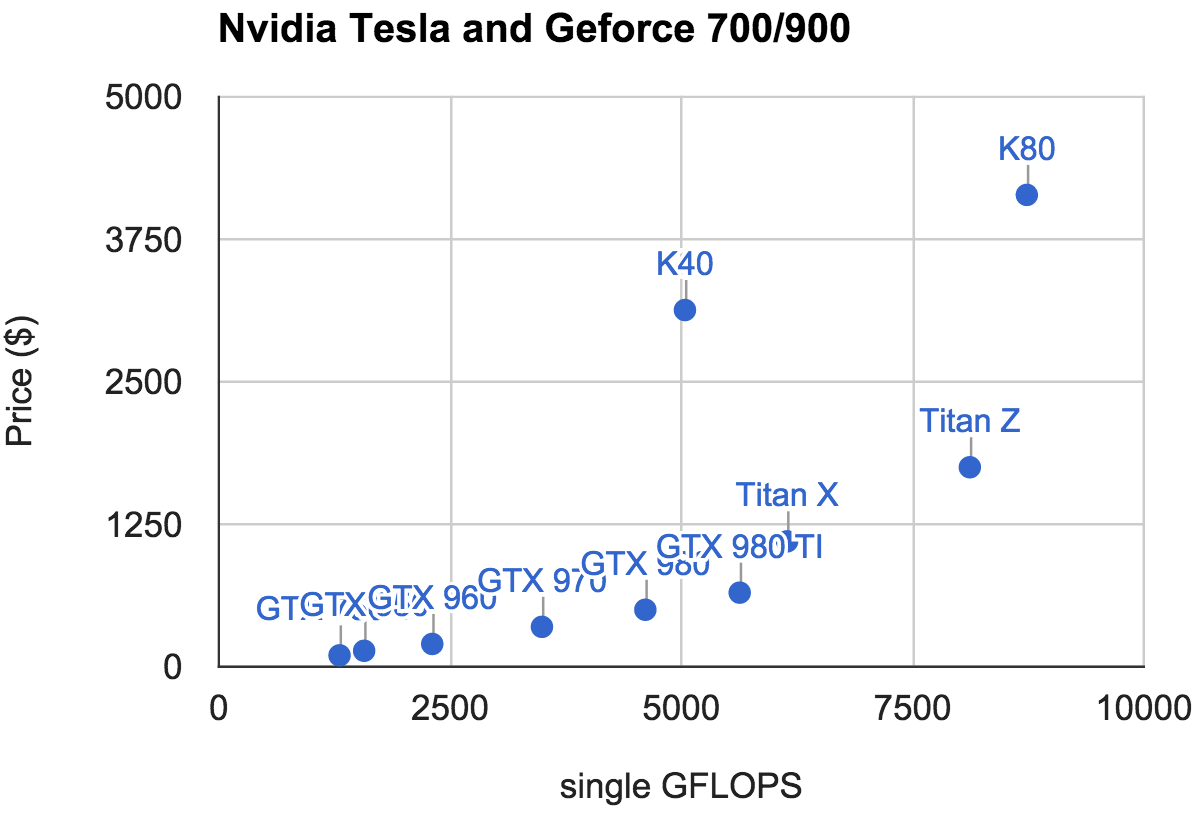 Nvidia Tesla and Geforce 700/900
5000
3750
2500
1250
0
Price ($)
K80
K40
Titan Z
Titan X
GTX 980 TI
GTX 980
GTX 970
GTX 960
GTX
0
2500
5000
7500
10000
single GFLOPS